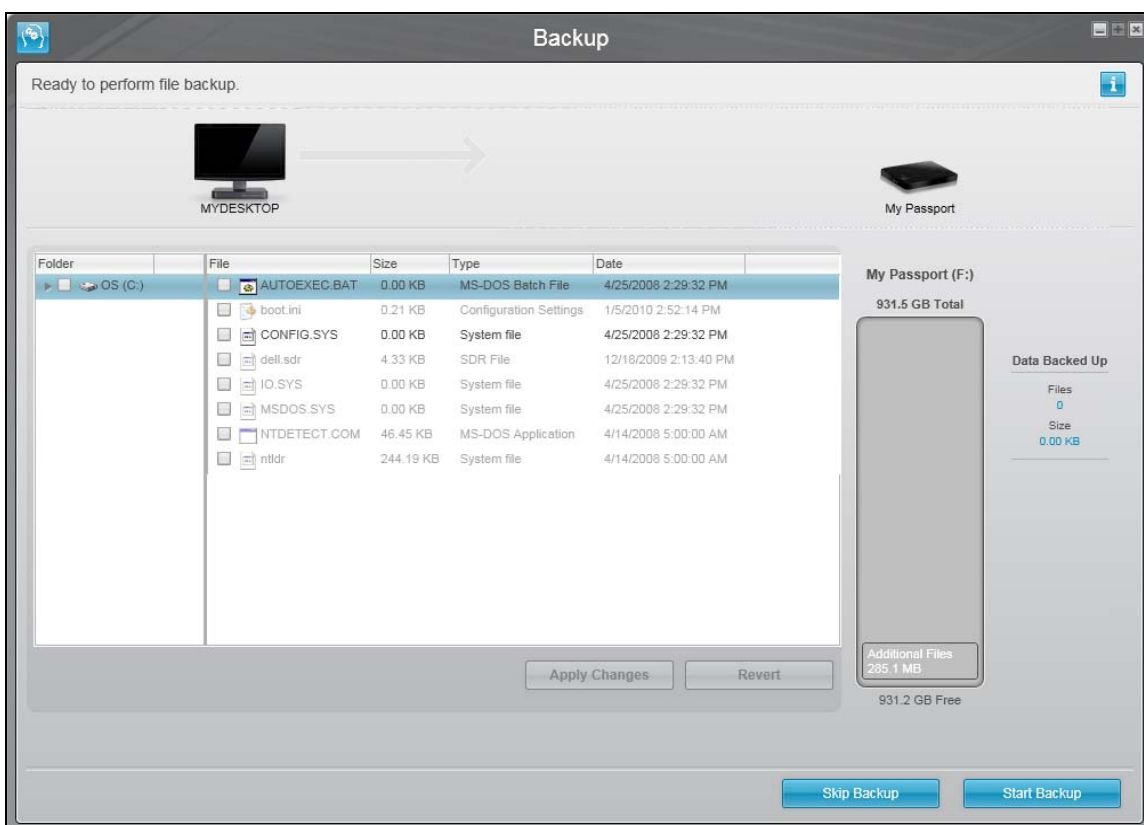 Backup
Ready to perform file backup.
MYDESKTOP
My Passport
Folder File Size Type Date
OS (C:) AUTOEXEC.BAT 0.00 KB MS-DOS Batch File 4/25/2008 2:29:32 PM
boot.ini 0.21 KB Configuration Settings 1/5/2010 2:52:14 PM
CONFIG.SYS 0.00 KB System file 4/25/2008 2:29:32 PM
dell.sdr 4.33 KB SDR File 12/18/2009 2:13:40 PM
IO.SYS 0.00 KB System file 4/25/2008 2:29:32 PM
MSDOS.SYS 0.00 KB System file 4/25/2008 2:29:32 PM
NTDETECT.COM 46.45 KB MS-DOS Application 4/14/2008 5:00:00 AM
ntldr 244.19 KB System file 4/14/2008 5:00:00 AM
Apply Changes Revert
My Passport (F:)
931.5 GB Total
Additional Files
285.1 MB
931.2 GB Free
Data Backed Up
Files
0
Size
0.00 KB
Skip Backup Start Backup